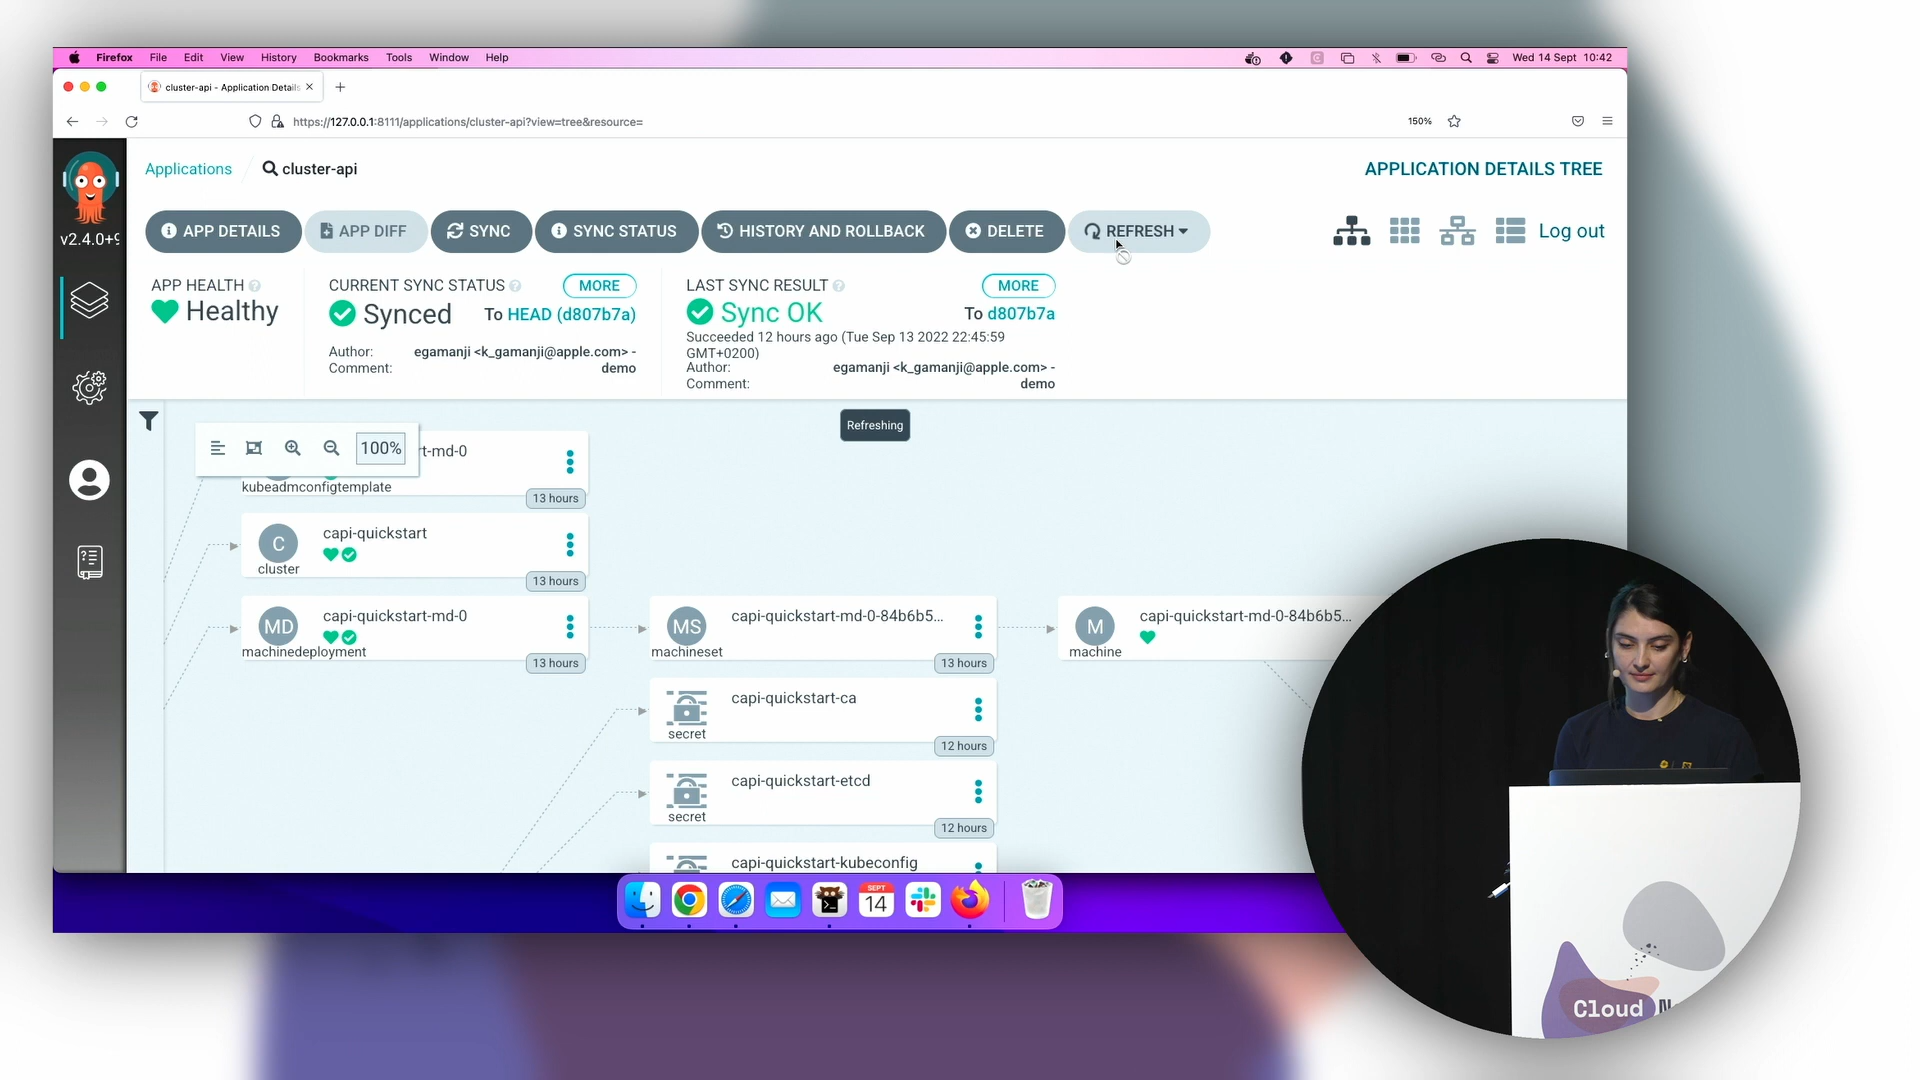 Firefox File Edit View History Bookmarks Tools Window Help Wed 14 Sept 10:42
cluster-api - Application Details
https://127.0.0.1:8111/applications/cluster-api?view=tree&resource= 150%
Applications cluster-api APPLICATION DETAILS TREE
v2.4.0+9
APP DETAILS APP DIFF SYNC SYNC STATUS HISTORY AND ROLLBACK DELETE REFRESH Log out
APP HEALTH
Healthy
CURRENT SYNC STATUS MORE
Synced To HEAD (d807b7a)
Author: egamanji <k_gamanji@apple.com> -
Comment: demo
LAST SYNC RESULT MORE
Sync OK To d807b7a
Succeeded 12 hours ago (Tue Sep 13 2022 22:45:59
GMT+0200)
Author: egamanji <k_gamanji@apple.com> -
Comment: demo
Refreshing
100%
rt-md-0
kubeadmconfigtemplate
13 hours
C
capi-quickstart
cluster
13 hours
MD
capi-quickstart-md-0
machinedeployment
13 hours
MS
capi-quickstart-md-0-84b6b5...
machineset
13 hours
M
capi-quickstart-md-0-84b6b5...
machine
capi-quickstart-ca
secret
12 hours
capi-quickstart-etcd
secret
12 hours
capi-quickstart-kubeconfig
SEPT
14
Cloud N